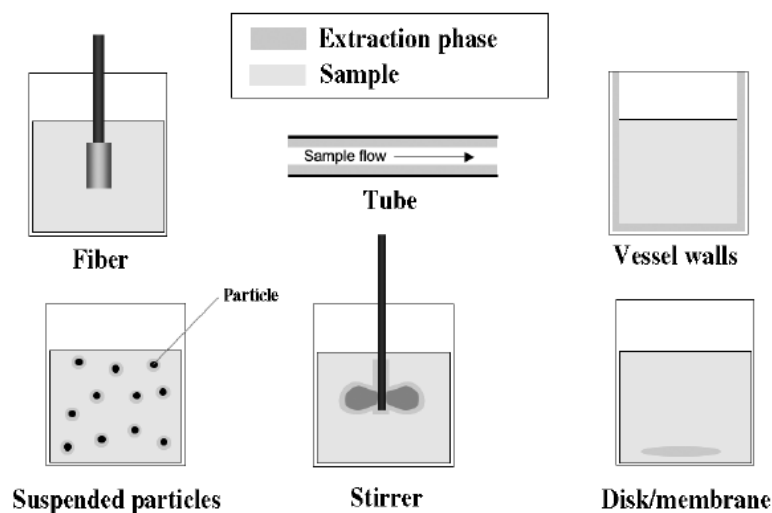 Extraction phase
Sample
Sample flow
Tube
Fiber
Vessel walls
Particle
Suspended particles
Stirrer
Disk/membrane